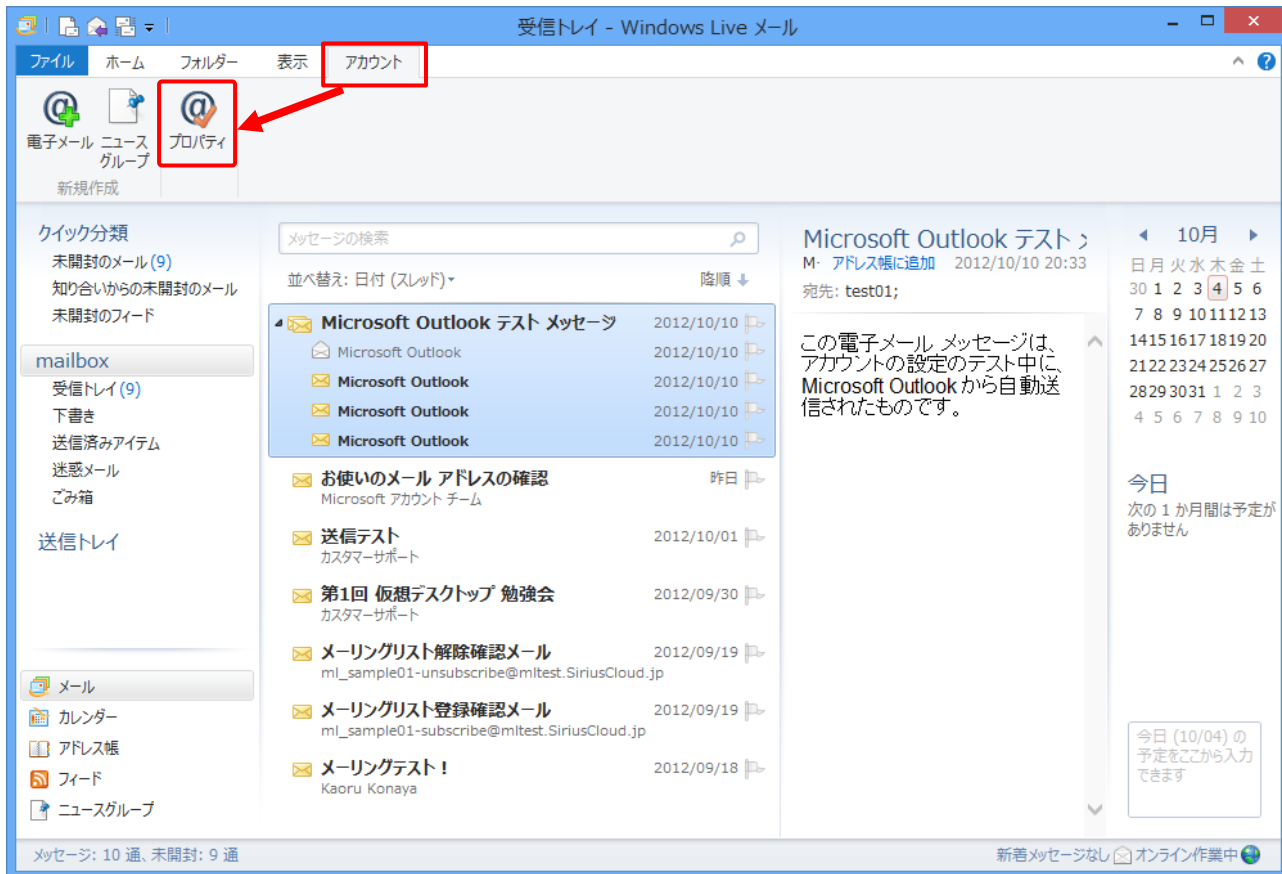 受信トレイ - Windows Live メール
ファイル ホーム フォルダー 表示 アカウント
電子メール ニュース グループ プロパティ
新規作成
クイック分類
未開封のメール (9)
知り合いからの未開封のメール
未開封のフィード
mailbox
受信トレイ (9)
下書き
送信済みアイテム
迷惑メール
ごみ箱
送信トレイ
メール
カレンダー
アドレス帳
フィード
ニュースグループ
メッセージの検索
並べ替え: 日付 (スレッド) 降順
Microsoft Outlook テスト メッセージ 2012/10/10
Microsoft Outlook 2012/10/10
Microsoft Outlook 2012/10/10
Microsoft Outlook 2012/10/10
Microsoft Outlook 2012/10/10
お使いのメール アドレスの確認 昨日
Microsoft アカウント チーム
送信テスト 2012/10/01
カスタマーサポート
第1回 仮想デスクトップ 勉強会 2012/09/30
カスタマーサポート
メーリングリスト解除確認メール 2012/09/19
ml_sample01-unsubscribe@mltest.SiriusCloud.jp
メーリングリスト登録確認メール 2012/09/19
ml_sample01-subscribe@mltest.SiriusCloud.jp
メーリングテスト！ 2012/09/18
Kaoru Konaya
Microsoft Outlook テスト
M· アドレス帳に追加 2012/10/10 20:33
宛先: test01;
この電子メール メッセージは、
アカウントの設定のテスト中に、
Microsoft Outlook から自動送
信されたものです。
10月
日 月 火 水 木 金 土
30 1 2 3 4 5 6
7 8 9 10 11 12 13
14 15 16 17 18 19 20
21 22 23 24 25 26 27
28 29 30 31 1 2 3
4 5 6 7 8 9 10
今日
次の 1 か月間は予定が
ありません
今日 (10/04) の
予定をここから入力
できます
メッセージ: 10 通、未開封: 9 通
新着メッセージなし オンライン作業中